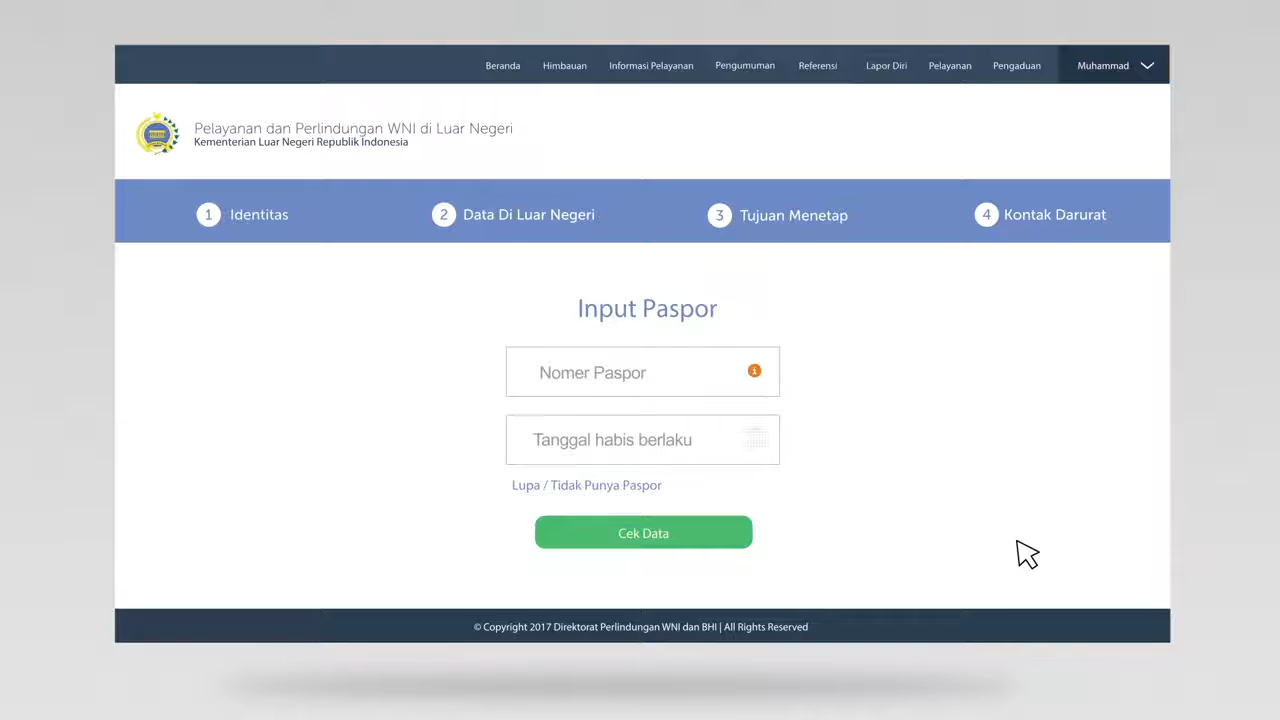 Beranda Himbauan Informasi Pelayanan Pengumuman Referensi Lapor Diri Pelayanan Pengaduan Muhammad
Pelayanan dan Perlindungan WNI di Luar Negeri
Kementerian Luar Negeri Republik Indonesia
1 Identitas 2 Data Di Luar Negeri 3 Tujuan Menetap 4 Kontak Darurat
Input Paspor
Nomer Paspor
Tanggal habis berlaku
Lupa / Tidak Punya Paspor
Cek Data
© Copyright 2017 Direktorat Perlindungan WNI dan BHI | All Rights Reserved